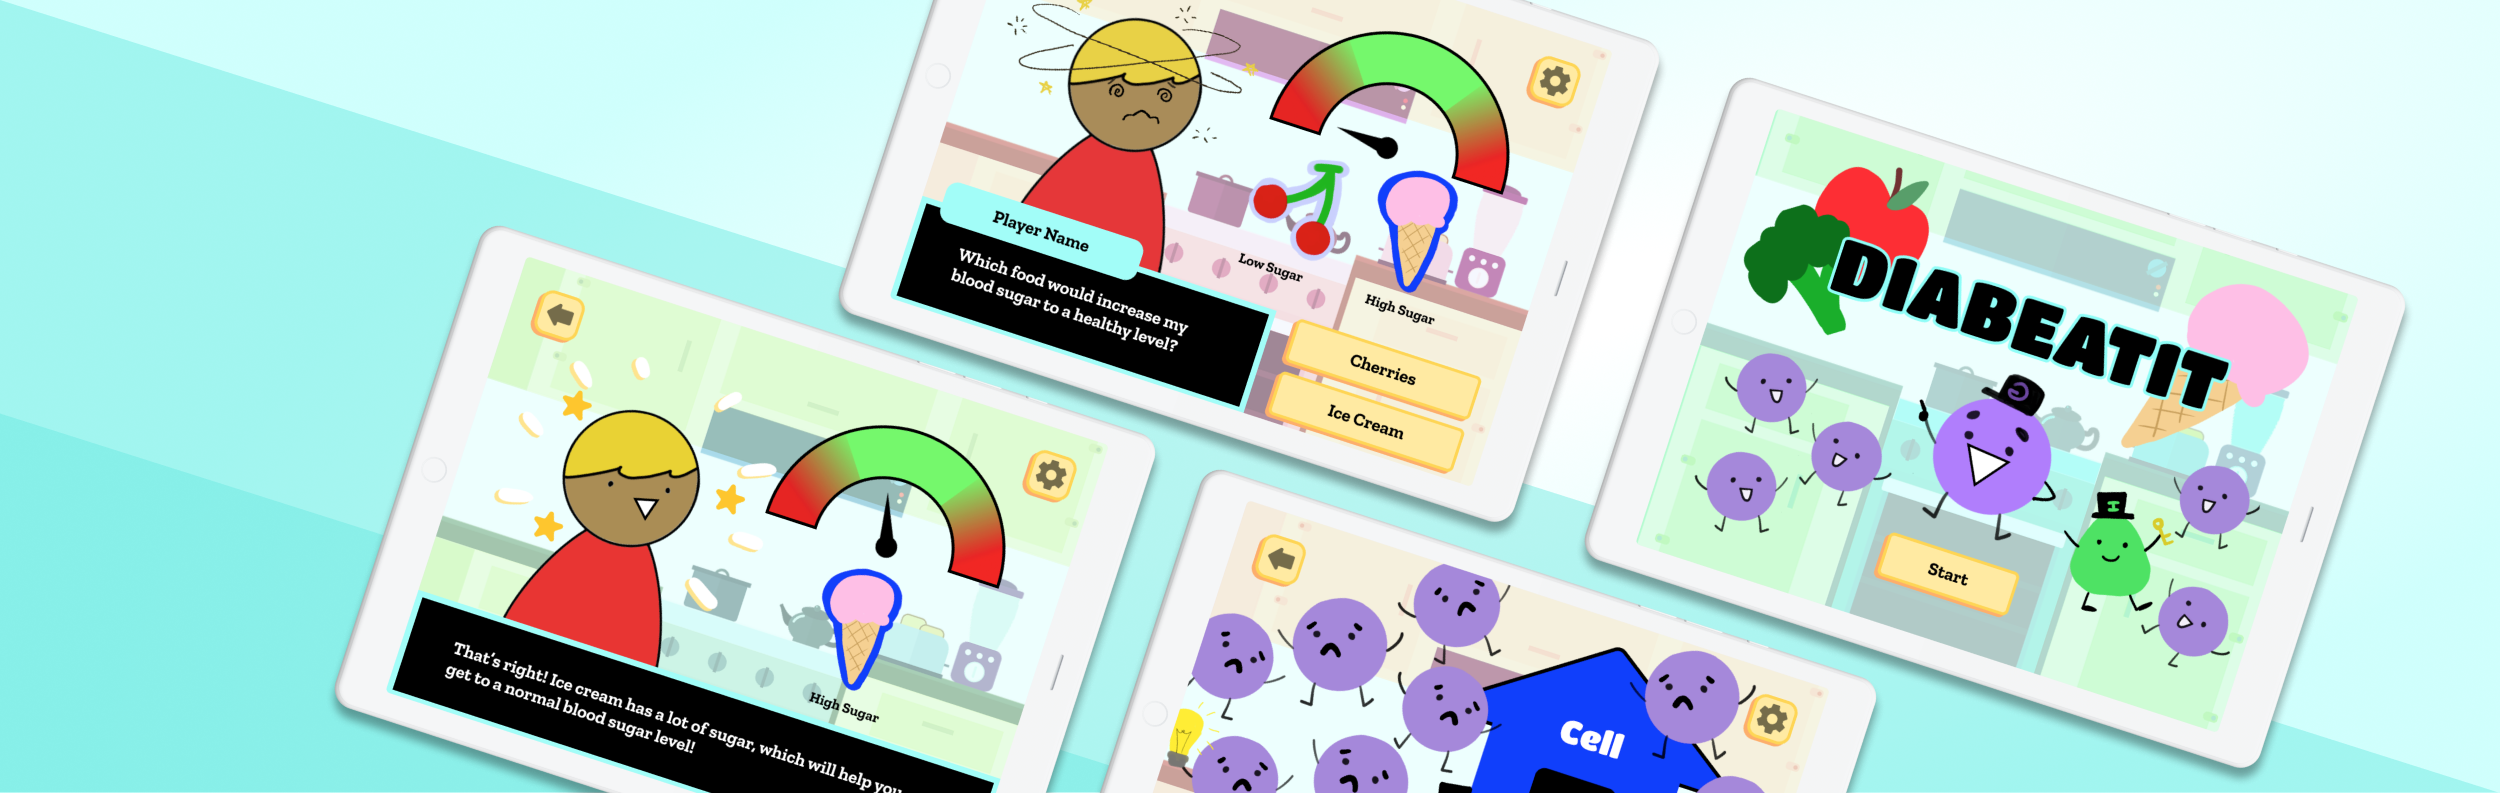 Player Name
Which food would increase my
blood sugar to a healthy level?
Low Sugar
High Sugar
Cherries
Ice Cream
DIABEATIT
Start
That's right! Ice cream has a lot of sugar, which will help you
get to a normal blood sugar level!
High Sugar
Cell